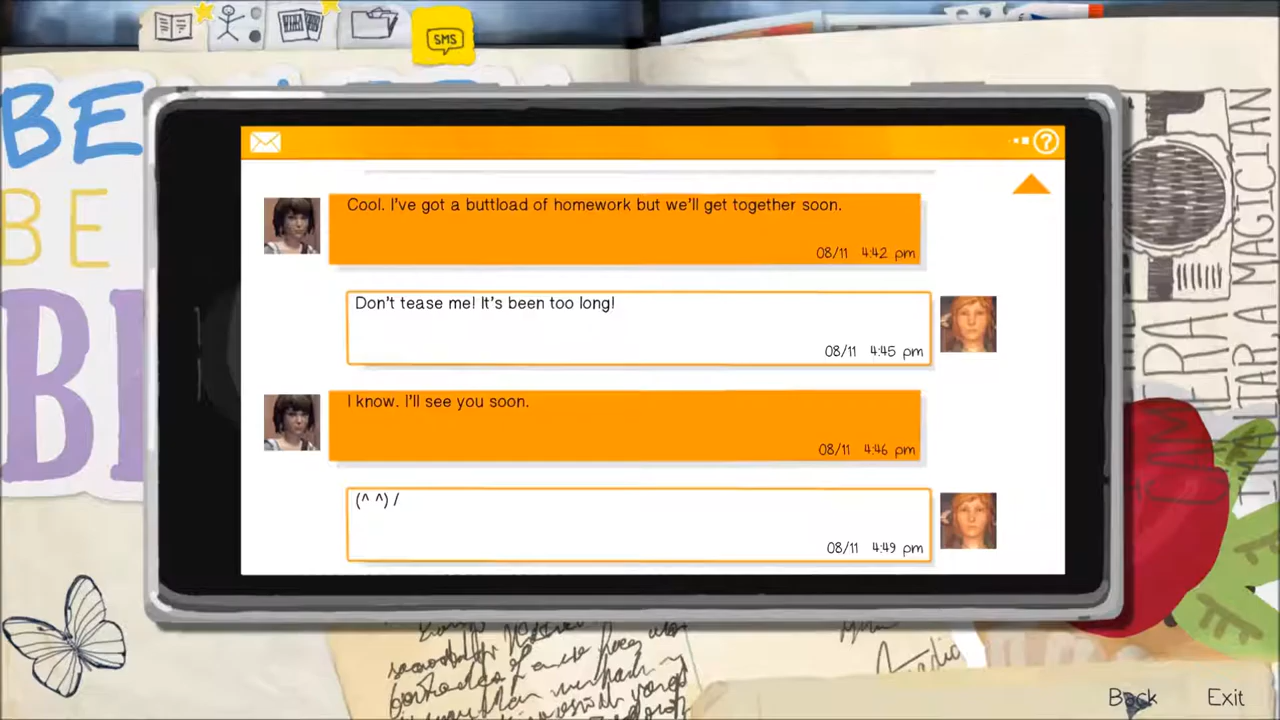 SMS
BE
BE
?
Cool. I've got a buttload of homework but we'll get together soon.
08/11 4:42 pm
Don't tease me! It's been too long!
08/11 4:45 pm
I know. I'll see you soon.
08/11 4:46 pm
(^ ^) /
08/11 4:49 pm
MAGICIAN
Back
Exit